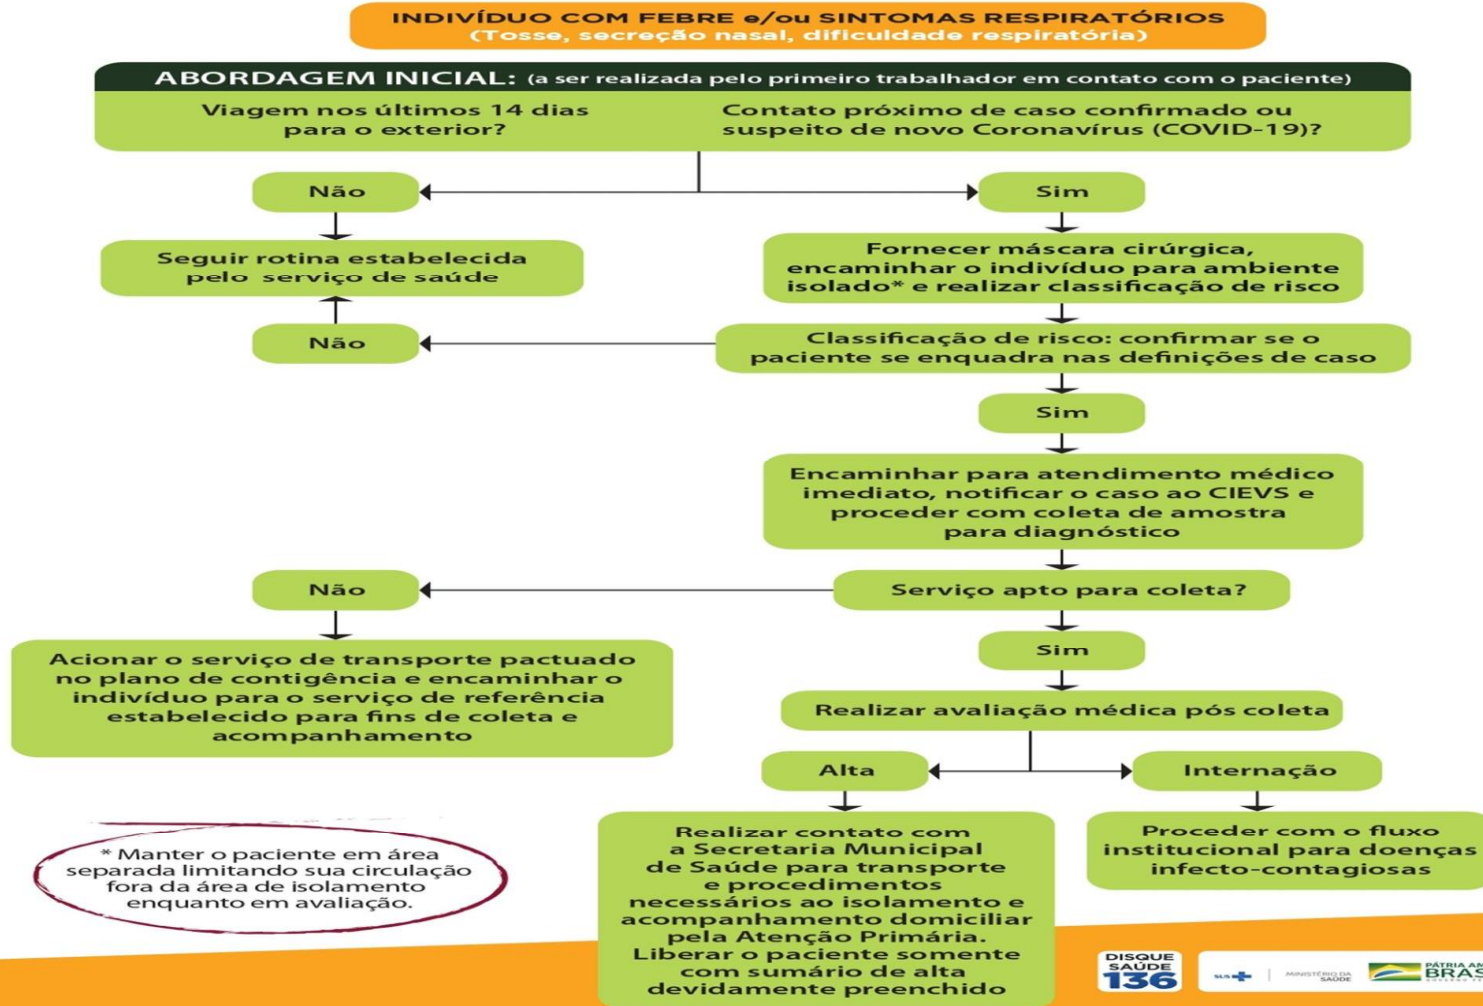 INDIVÍDUO COM FEBRE e/ou SINTOMAS RESPIRATÓRIOS
(Tosse, secreção nasal, dificuldade respiratória)
ABORDAGEM INICIAL: (a ser realizada pelo primeiro trabalhador em contato com o paciente)
Viagem nos últimos 14 dias
para o exterior?
Contato próximo de caso confirmado ou
suspeito de novo Coronavírus (COVID-19)?
Não
Sim
Seguir rotina estabelecida
pelo serviço de saúde
Fornecer máscara cirúrgica,
encaminhar o indivíduo para ambiente
isolado* e realizar classificação de risco
Não
Classificação de risco: confirmar se o
paciente se enquadra nas definições de caso
Sim
Encaminhar para atendimento médico
imediato, notificar o caso ao CIEVS e
proceder com coleta de amostra
para diagnóstico
Não
Serviço apto para coleta?
Sim
Acionar o serviço de transporte pactuado
no plano de contigência e encaminhar o
indivíduo para o serviço de referência
estabelecido para fins de coleta e
acompanhamento
Realizar avaliação médica pós coleta
Alta
Internação
Realizar contato com
a Secretaria Municipal
de Saúde para transporte
e procedimentos
necessários ao isolamento e
acompanhamento domiciliar
pela Atenção Primária.
Liberar o paciente somente
com sumário de alta
devidamente preenchido
Proceder com o fluxo
institucional para doenças
infecto-contagiosas
* Manter o paciente em área
separada limitando sua circulação
fora da área de isolamento
enquanto em avaliação.
DISQUE
SAÚDE
136
SUS
MINISTÉRIO DA
SAÚDE
PÁTRIA AM
BRAS